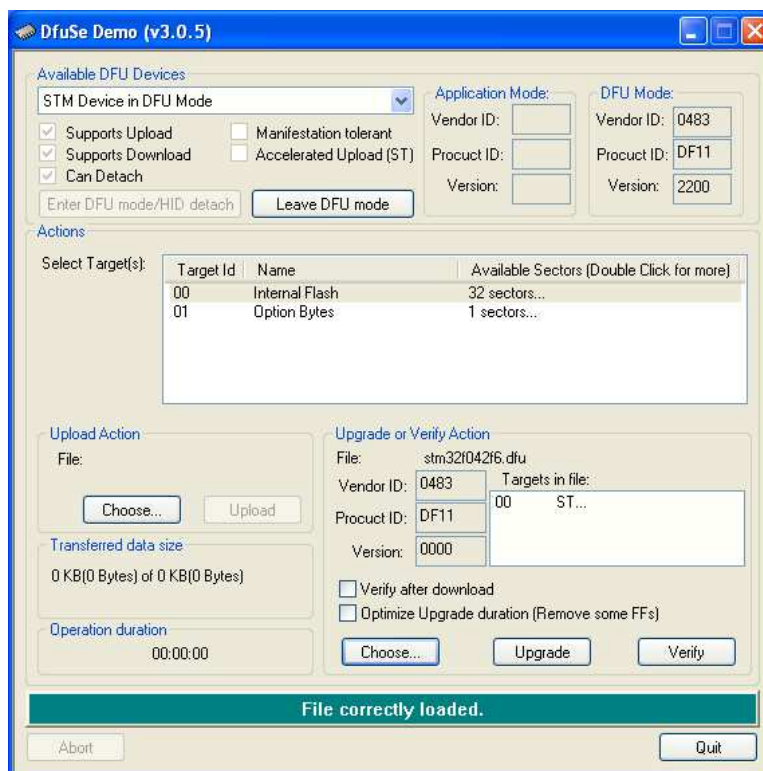 DfuSe Demo (v3.0.5)
Available DFU Devices
STM Device in DFU Mode
Supports Upload
Manifestation tolerant
Supports Download
Accelerated Upload (ST)
Can Detach
Enter DFU mode/HID detach
Leave DFU mode
Application Mode:
Vendor ID:
Procuct ID:
Version:
DFU Mode:
Vendor ID: 0483
Procuct ID: DF11
Version: 2200
Actions
Select Target(s):
Target Id Name Available Sectors (Double Click for more)
00 Internal Flash 32 sectors...
01 Option Bytes 1 sectors...
Upload Action
File:
Choose... Upload
Transferred data size
0 KB(0 Bytes) of 0 KB(0 Bytes)
Operation duration
00:00:00
Upgrade or Verify Action
File: stm32f042f6.dfu
Vendor ID: 0483
Procuct ID: DF11
Version: 0000
Targets in file:
00 ST...
Verify after download
Optimize Upgrade duration (Remove some FFs)
Choose... Upgrade Verify
File correctly loaded.
Abort Quit